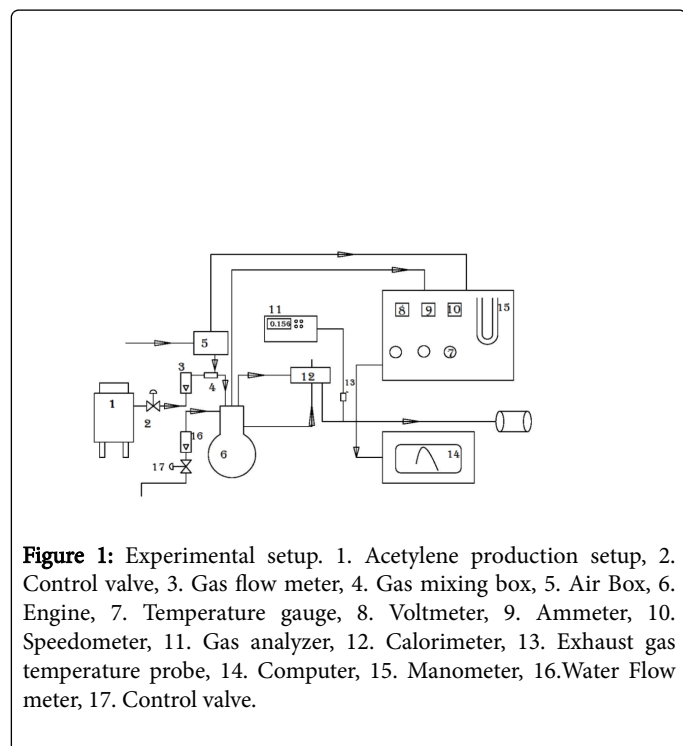 11
0.156
8 9 10 15
5
7
3
4
12
13
1
2
16
14
6
17
Figure 1: Experimental setup. 1. Acetylene production setup, 2.
Control valve, 3. Gas flow meter, 4. Gas mixing box, 5. Air Box, 6.
Engine, 7. Temperature gauge, 8. Voltmeter, 9. Ammeter, 10.
Speedometer, 11. Gas analyzer, 12. Calorimeter, 13. Exhaust gas
temperature probe, 14. Computer, 15. Manometer, 16.Water Flow
meter, 17. Control valve.